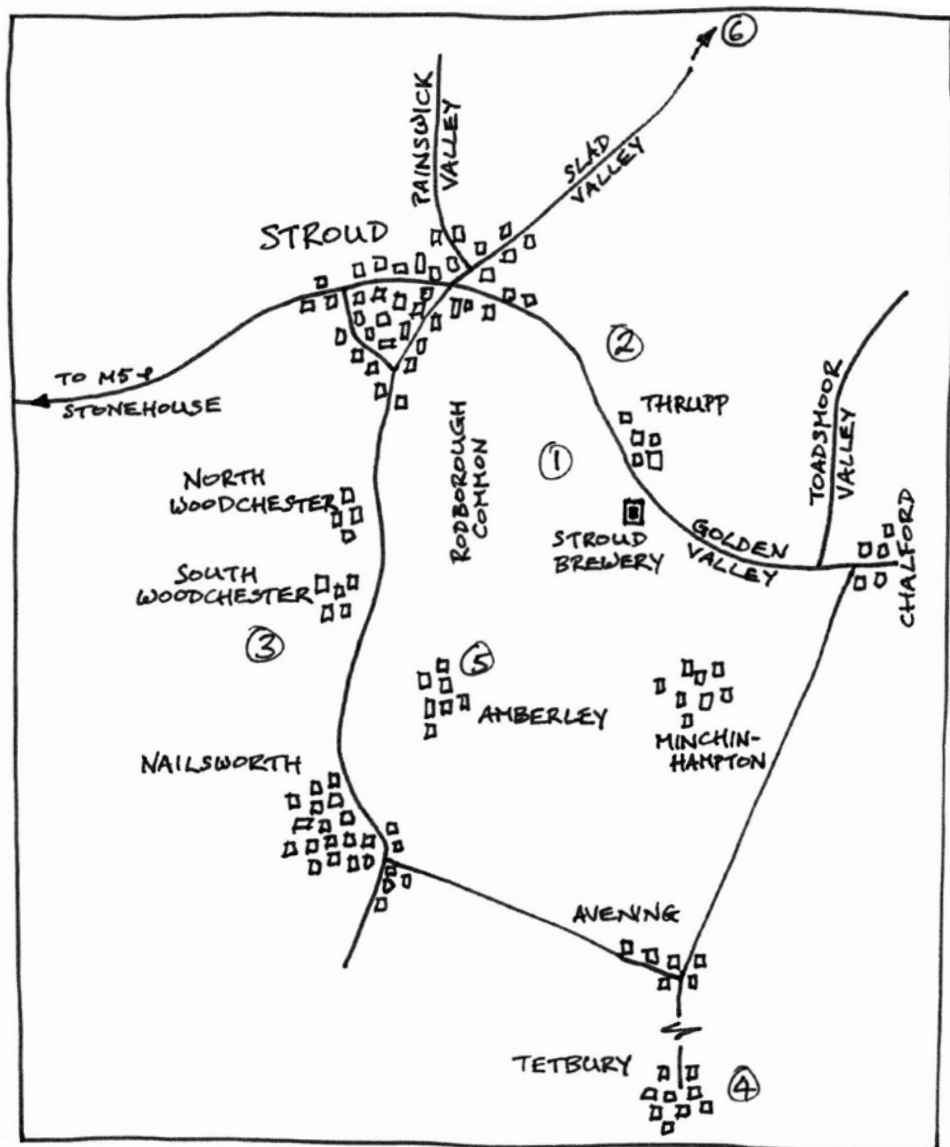 6
PAINSWICK
VALLEY
SLAD
VALLEY
STROUD
2
TO M5 &
STONEHOUSE
THRUPP
TOADSMOOR
VALLEY
RODBOROUGH
COMMON
1
NORTH
WOODCHESTER
STROUD
BREWERY
GOLDEN
VALLEY
CHALFORD
SOUTH
WOODCHESTER
3
5
AMBERLEY
MINCHIN-
HAMPTON
NAILSWORTH
AVENING
TETBURY
4